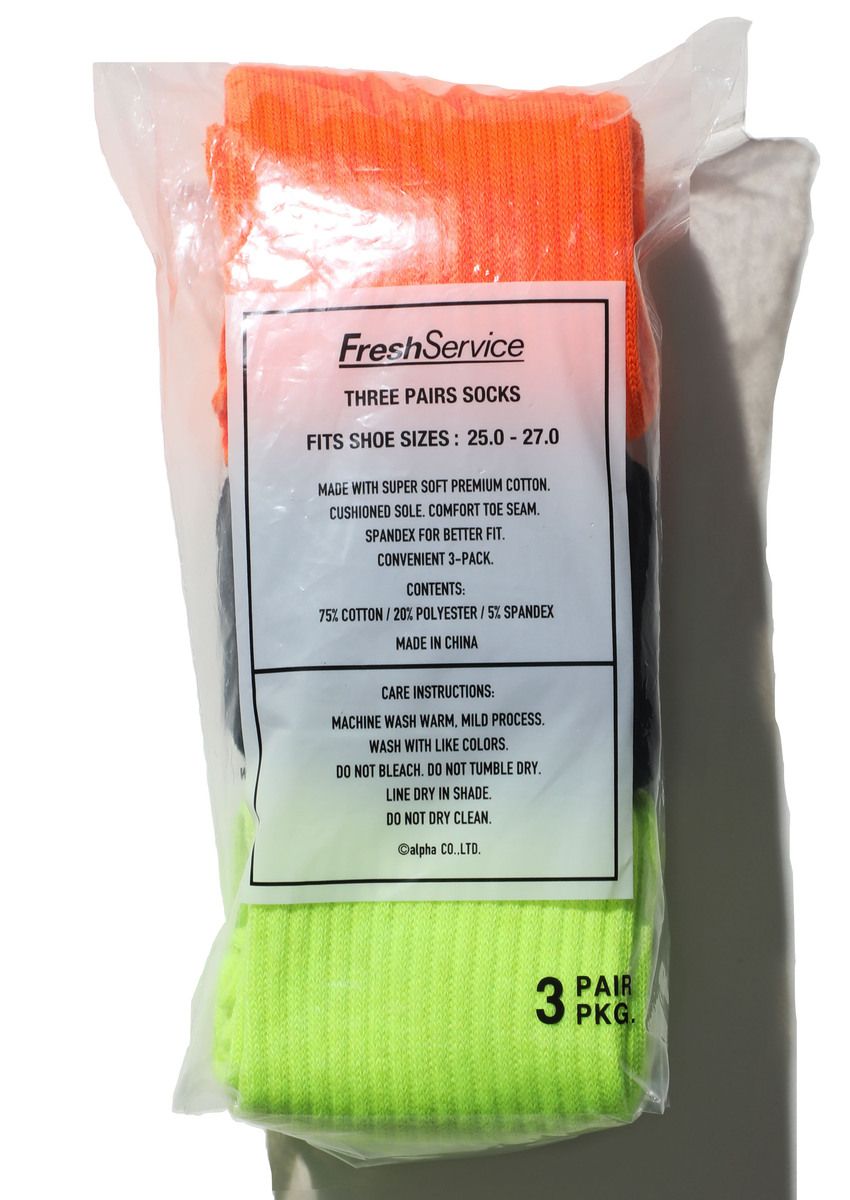 FreshService
THREE PAIRS SOCKS
FITS SHOE SIZES : 25.0 - 27.0
MADE WITH SUPER SOFT PREMIUM COTTON.
CUSHIONED SOLE. COMFORT TOE SEAM.
SPANDEX FOR BETTER FIT.
CONVENIENT 3-PACK.
CONTENTS:
75% COTTON / 20% POLYESTER / 5% SPANDEX
MADE IN CHINA
CARE INSTRUCTIONS:
MACHINE WASH WARM, MILD PROCESS.
WASH WITH LIKE COLORS.
DO NOT BLEACH. DO NOT TUMBLE DRY.
LINE DRY IN SHADE.
DO NOT DRY CLEAN.
©alpha CO.,LTD.
3 PAIR
PKG.